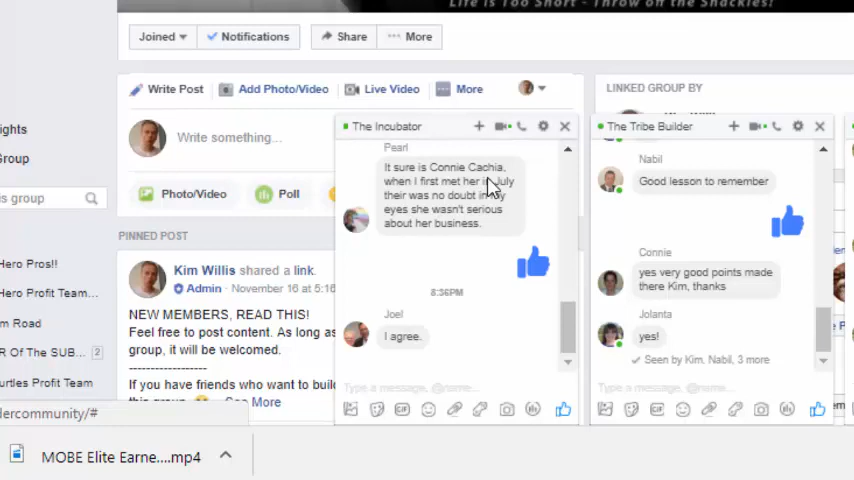 Life is Too Short - Throw off the Shackles!
Joined
Notifications
Share
More
Write Post
Add Photo/Video
Live Video
More
LINKED GROUP BY
Write something...
Photo/Video
Poll
PINNED POST
Kim Willis shared a link.
Admin · November 16 at 5:16
NEW MEMBERS, READ THIS!
Feel free to post content. As long as
group, it will be welcomed.
------------------
If you have friends who want to build
this group.
See More
ights
Group
is group
Hero Pros!!
Hero Profit Team...
m Road
R Of The SUB...
2
urtles Profit Team
dercommunity/#
The Incubator
Pearl
It sure is Connie Cachia,
when I first met her in July
their was no doubt in my
eyes she wasn't serious
about her business.
8:36PM
Joel
I agree.
Type a message, @name...
GIF
The Tribe Builder
Nabil
Good lesson to remember
Connie
yes very good points made
there Kim, thanks
Jolanta
yes!
Seen by Kim, Nabil, 3 more
Type a message, @name...
GIF
MOBE Elite Earne....mp4